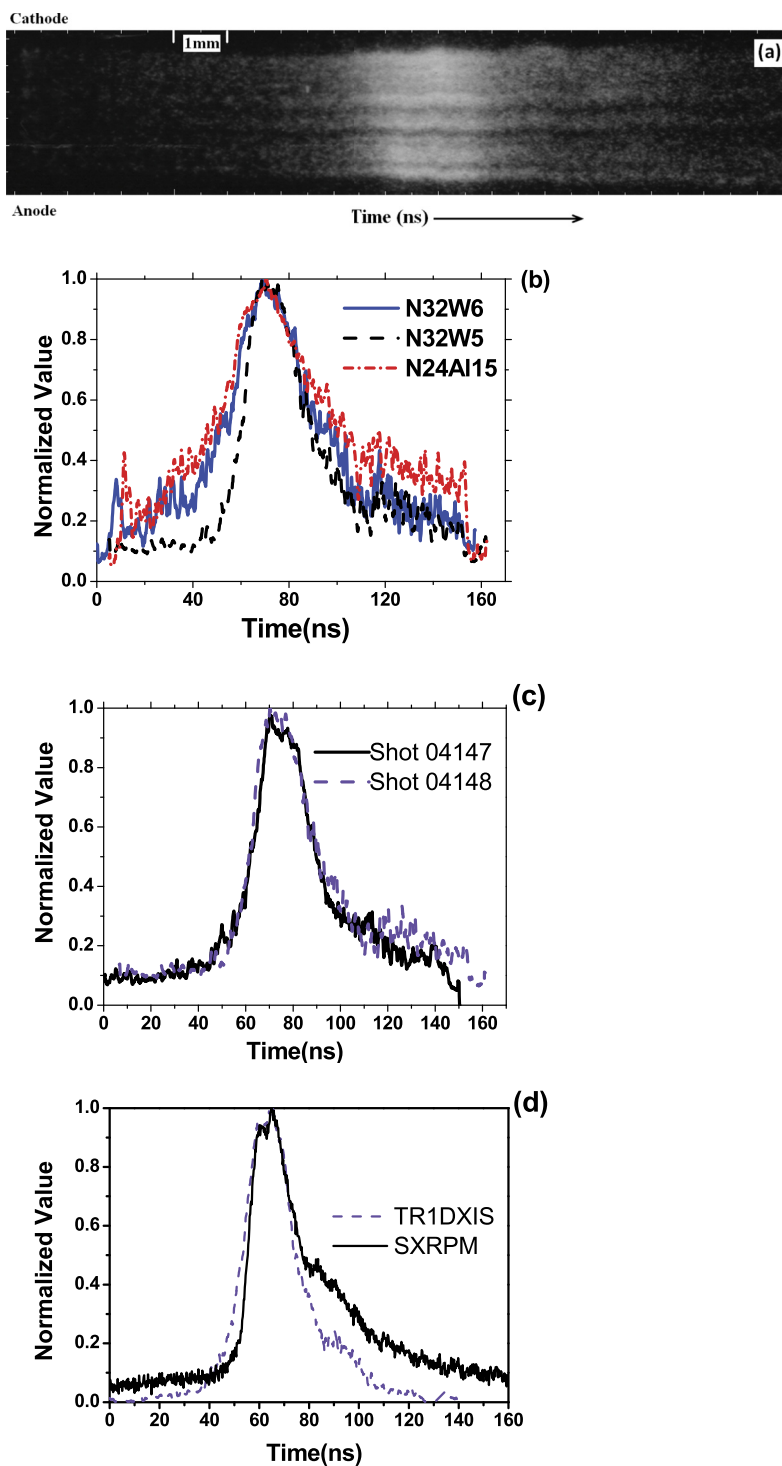 Cathode
1mm
(a)
Anode
Time (ns)
(b)
1.0
0.8
0.6
0.4
0.2
0.0
Normalized Value
N32W6
N32W5
N24Al15
0 40 80 120 160
Time(ns)
(c)
1.0
0.8
0.6
0.4
0.2
0.0
Normalized Value
Shot 04147
Shot 04148
0 20 40 60 80 100 120 140 160
Time(ns)
(d)
1.0
0.8
0.6
0.4
0.2
0.0
Normalized Value
TR1DXIS
SXRPM
0 20 40 60 80 100 120 140 160
Time(ns)